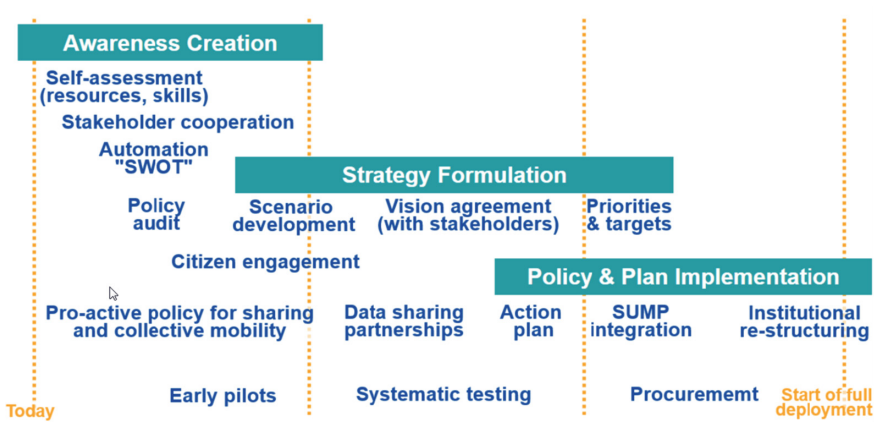 Awareness Creation
Self-assessment
(resources, skills)
Stakeholder cooperation
Automation
"SWOT"
Strategy Formulation
Policy
audit
Scenario
development
Vision agreement
(with stakeholders)
Priorities
& targets
Citizen engagement
Policy & Plan Implementation
Pro-active policy for sharing
and collective mobility
Data sharing
partnerships
Action
plan
SUMP
integration
Institutional
re-structuring
Early pilots
Systematic testing
Procurememt
Today
Start of full
deployment